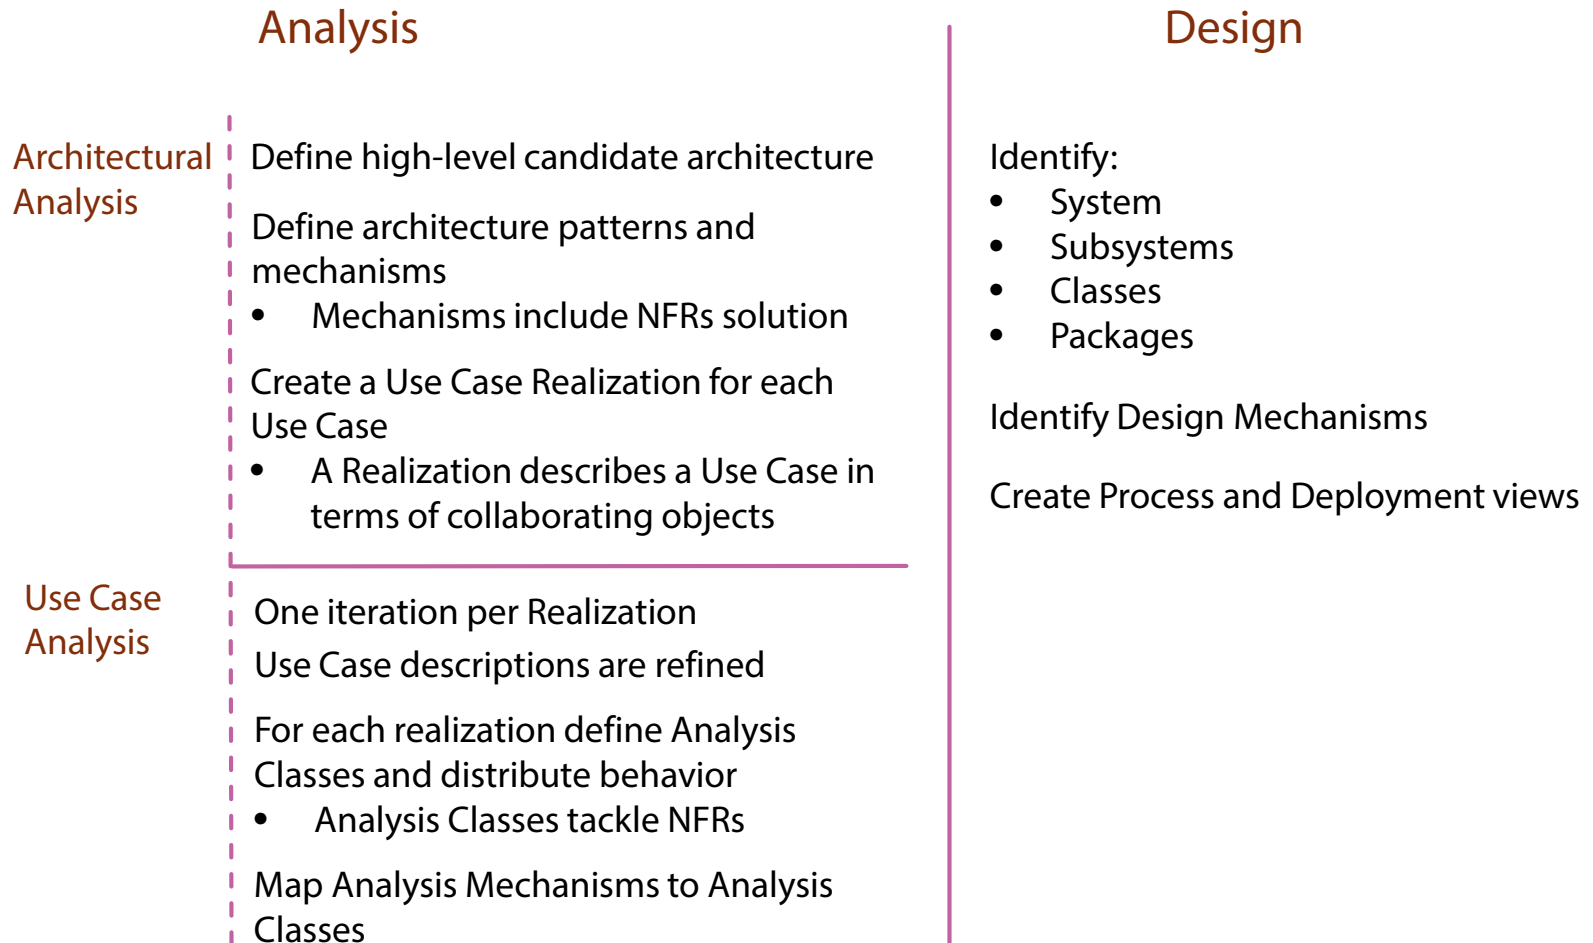 Analysis
Architectural
Analysis
Define high-level candidate architecture
Define architecture patterns and
mechanisms
• Mechanisms include NFRs solution
Create a Use Case Realization for each
Use Case
• A Realization describes a Use Case in
terms of collaborating objects
Use Case
Analysis
One iteration per Realization
Use Case descriptions are refined
For each realization define Analysis
Classes and distribute behavior
• Analysis Classes tackle NFRs
Map Analysis Mechanisms to Analysis
Classes
Design
Identify:
• System
• Subsystems
• Classes
• Packages
Identify Design Mechanisms
Create Process and Deployment views